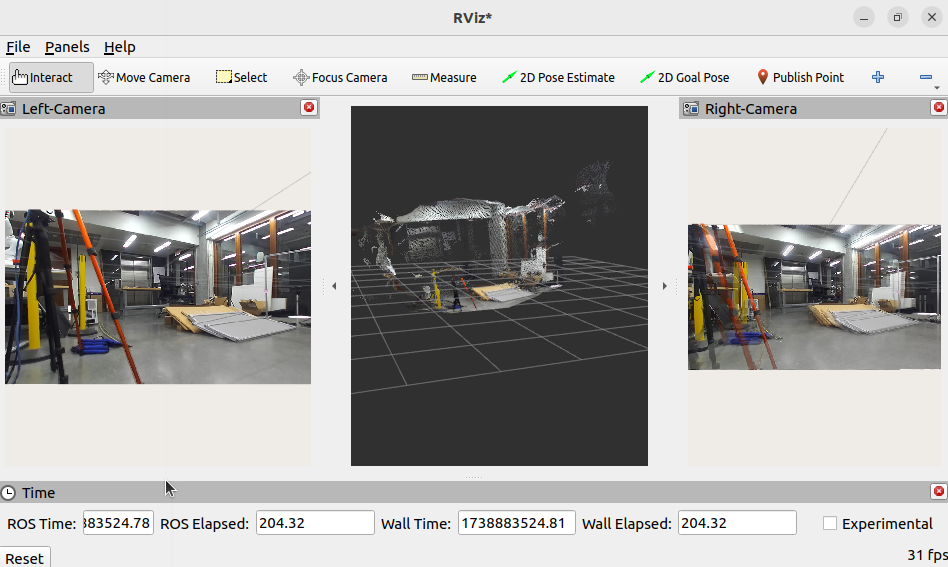 RViz*
File Panels Help
Interact Move Camera Select Focus Camera Measure 2D Pose Estimate 2D Goal Pose Publish Point
Left-Camera
Right-Camera
Time
ROS Time: 383524.78 ROS Elapsed: 204.32 Wall Time: 1738883524.81 Wall Elapsed: 204.32 Experimental
Reset
31 fps